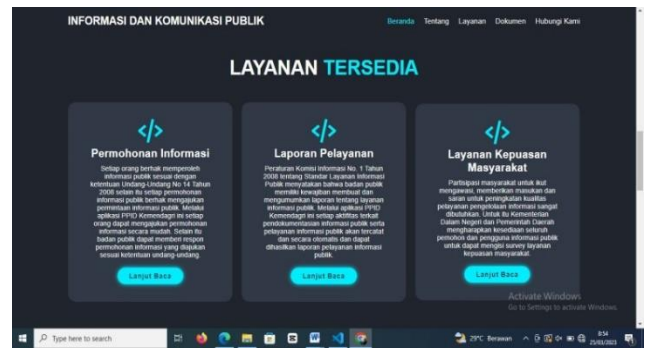 INFORMASI DAN KOMUNIKASI PUBLIK
Beranda Tentang Layanan Dokumen Hubungi Kami
LAYANAN TERSEDIA
</>
Permohonan Informasi
Setiap orang berhak memperoleh
informasi publik sesuai dengan
ketentuan Undang-Undang No 14 Tahun
2008 selain itu setiap permohonan
informasi publik berhak mengajukan
permintaan informasi publik. Melalui
aplikasi PPID Kemendagri ini setiap
orang dapat mengajukan permohonan
informasi secara mudah. Selain itu
badan publik dapat memberi respon
permohonan informasi yang diajukan
sesuai ketentuan undang-undang.
Lanjut Baca
</>
Laporan Pelayanan
Peraturan Komisi Informasi No. 1 Tahun
2008 tentang Standar Layanan Informasi
Publik menyatakan bahwa badan publik
memiliki kewajiban membuat dan
mengumumkan laporan tentang layanan
informasi publik. Melalui aplikasi PPID
Kemendagri ini setiap aktifitas terkait
pendokumentasian informasi publik serta
pelayanan informasi publik akan tercatat
dan secara otomatis dan dapat
dihasilkan laporan pelayanan informasi
publik.
Lanjut Baca
</>
Layanan Kepuasan
Masyarakat
Partisipasi masyarakat untuk ikut
mengawasi, memberikan masukan dan
saran untuk peningkatan kualitas
pelayanan pengelolaan informasi sangat
dibutuhkan. Untuk itu Kementerian
Dalam Negeri dan Pemerintah Daerah
mengharapkan kesediaan seluruh
pemohon dan pengguna informasi publik
untuk dapat mengisi survey layanan
kepuasan masyarakat.
Lanjut Baca
Activate Windows
Go to Settings to activate Windows.
Type here to search
29°C Berawan
9:54
25/03/2023